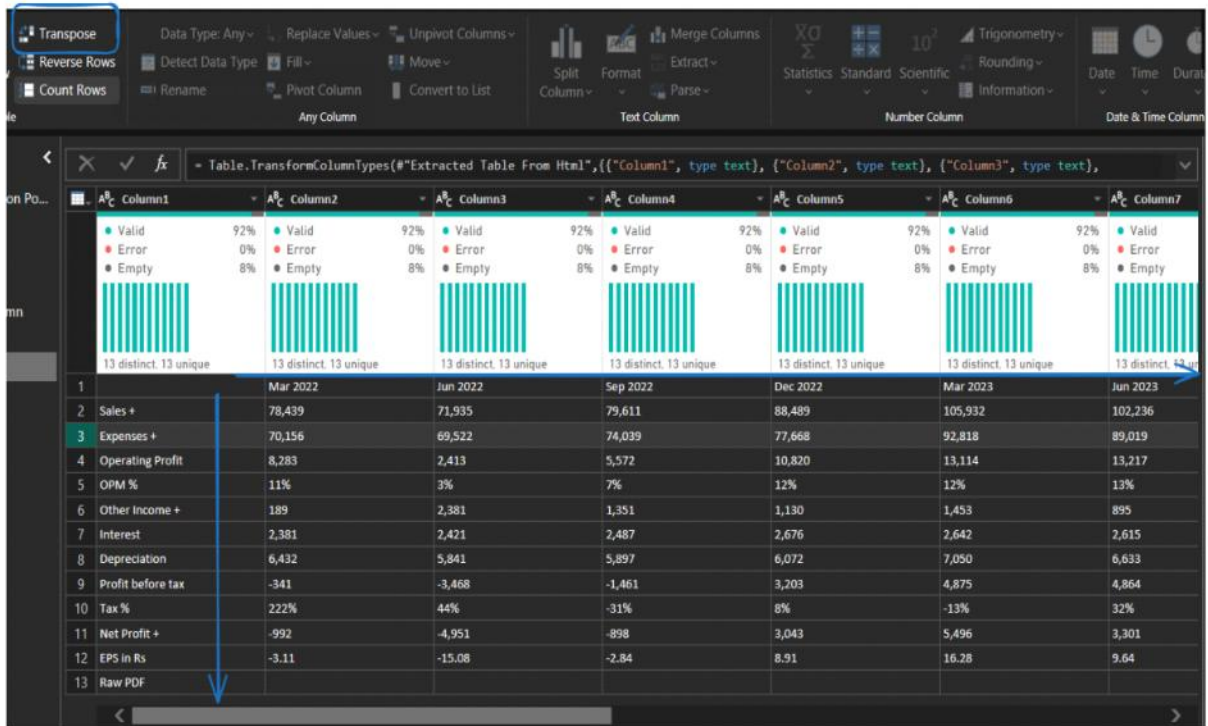 Transpose Data Type: Any Replace Values Unpivot Columns Merge Columns Trigonometry
Reverse Rows Detect Data Type Fill Move Split Format Extract Statistics Standard Scientific Rounding Date Time
Count Rows Rename Pivot Column Convert to List Column Parse Information
Any Column Text Column Number Column Date & Time Column
fx = Table.TransformColumnTypes(#"Extracted Table From Html",{{"Column1", type text}, {"Column2", type text}, {"Column3", type text},
on Po... Column1 Column2 Column3 Column4 Column5 Column6 Column7
Valid 92% Valid 92% Valid 92% Valid 92% Valid 92% Valid 92% Valid
Error 0% Error 0% Error 0% Error 0% Error 0% Error 0% Error
Empty 8% Empty 8% Empty 8% Empty 8% Empty 8% Empty 8% Empty
mn
13 distinct, 13 unique 13 distinct, 13 unique 13 distinct, 13 unique 13 distinct, 13 unique 13 distinct, 13 unique 13 distinct, 13 unique 13 distinct,
1 Mar 2022 Jun 2022 Sep 2022 Dec 2022 Mar 2023 Jun 2023
2 Sales + 78,439 71,935 79,611 88,489 105,932 102,236
3 Expenses + 70,156 69,522 74,039 77,668 92,818 89,019
4 Operating Profit 8,283 2,413 5,572 10,820 13,114 13,217
5 OPM % 11% 3% 7% 12% 12% 13%
6 Other Income + 189 2,381 1,351 1,130 1,453 895
7 Interest 2,381 2,421 2,487 2,676 2,642 2,615
8 Depreciation 6,432 5,841 5,897 6,072 7,050 6,633
9 Profit before tax -341 -3,468 -1,461 3,203 4,875 4,864
10 Tax % 222% 44% -31% 8% -13% 32%
11 Net Profit + -992 -4,951 -898 3,043 5,496 3,301
12 EPS in Rs -3.11 -15.08 -2.84 8.91 16.28 9.64
13 Raw PDF